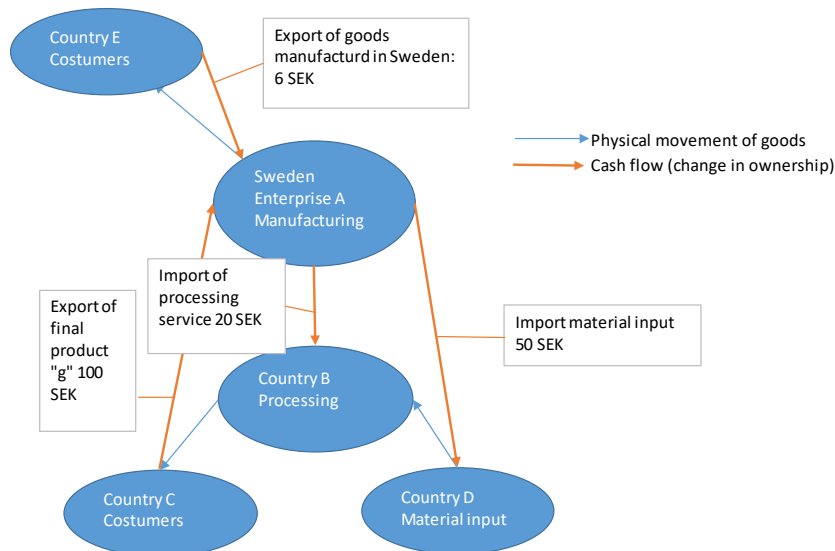 Country E
Costumers
Export of goods
manufacturd in Sweden:
6 SEK
Physical movement of goods
Cash flow (change in ownership)
Sweden
Enterprise A
Manufacturing
Import of
processing
service 20 SEK
Export of
final
product
"g" 100
SEK
Import material input
50 SEK
Country B
Processing
Country C
Costumers
Country D
Material input